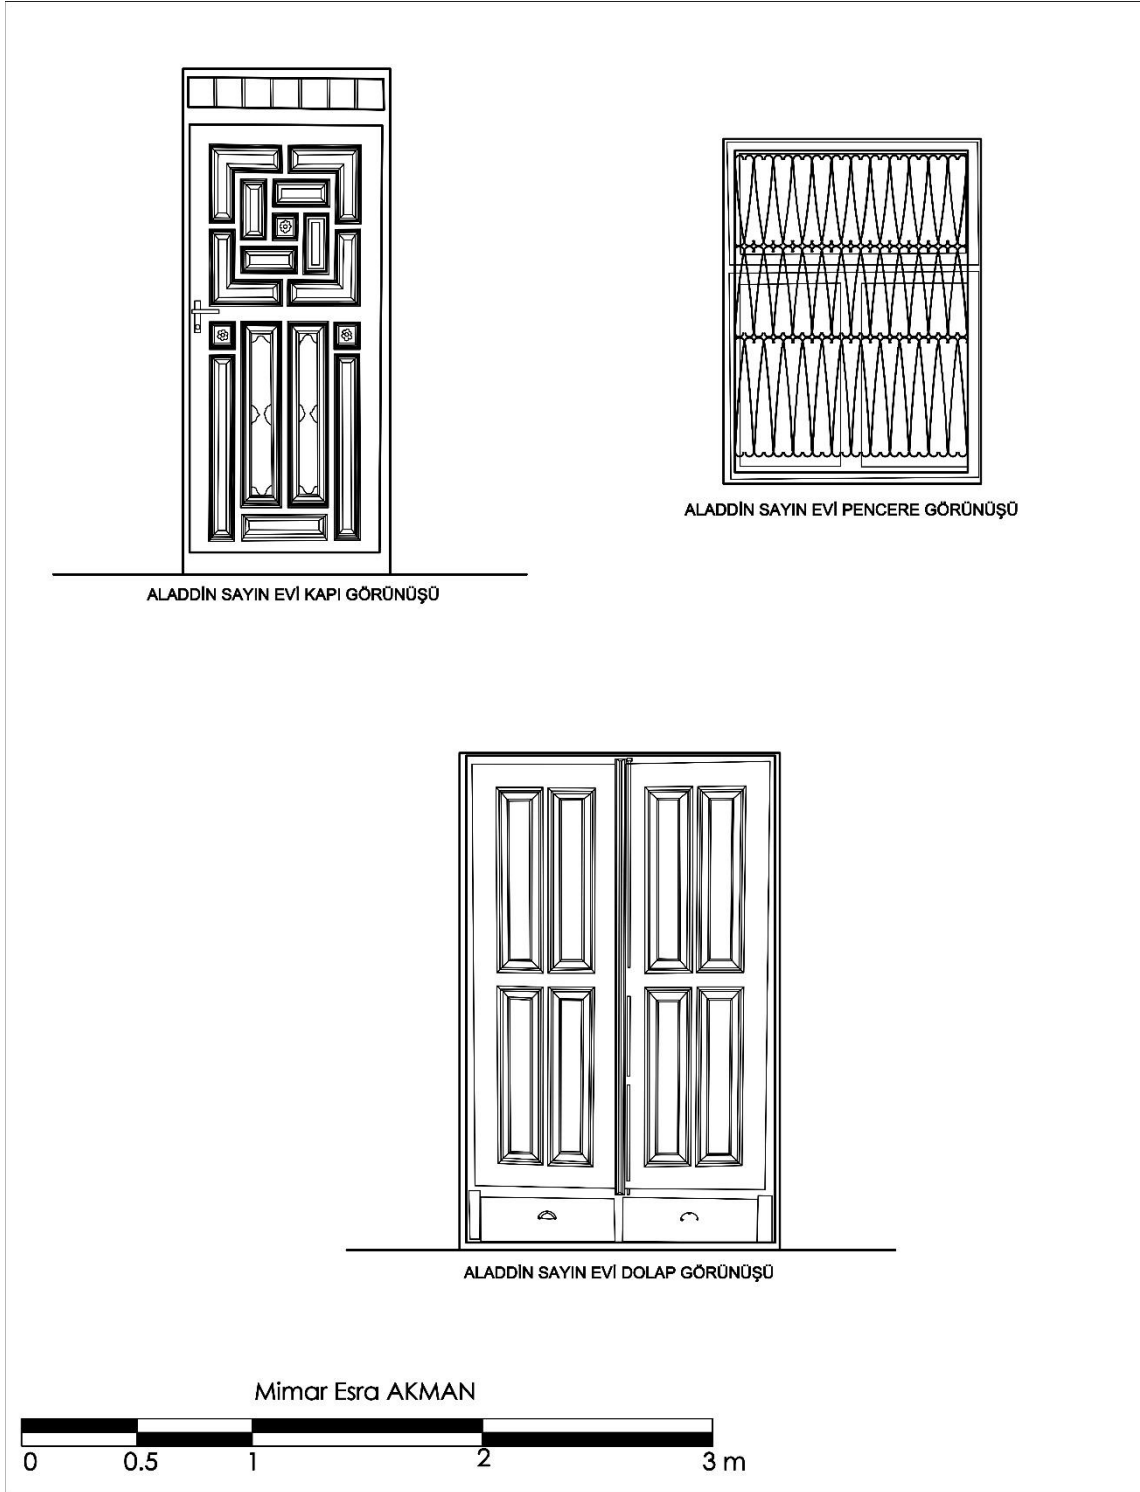 ALADDİN SAYIN EVİ PENCERE GÖRÜNÜŞÜ
ALADDİN SAYIN EVİ KAPI GÖRÜNÜŞÜ
ALADDİN SAYIN EVİ DOLAP GÖRÜNÜŞÜ
Mimar Esra AKMAN
0 0.5 1 2 3 m